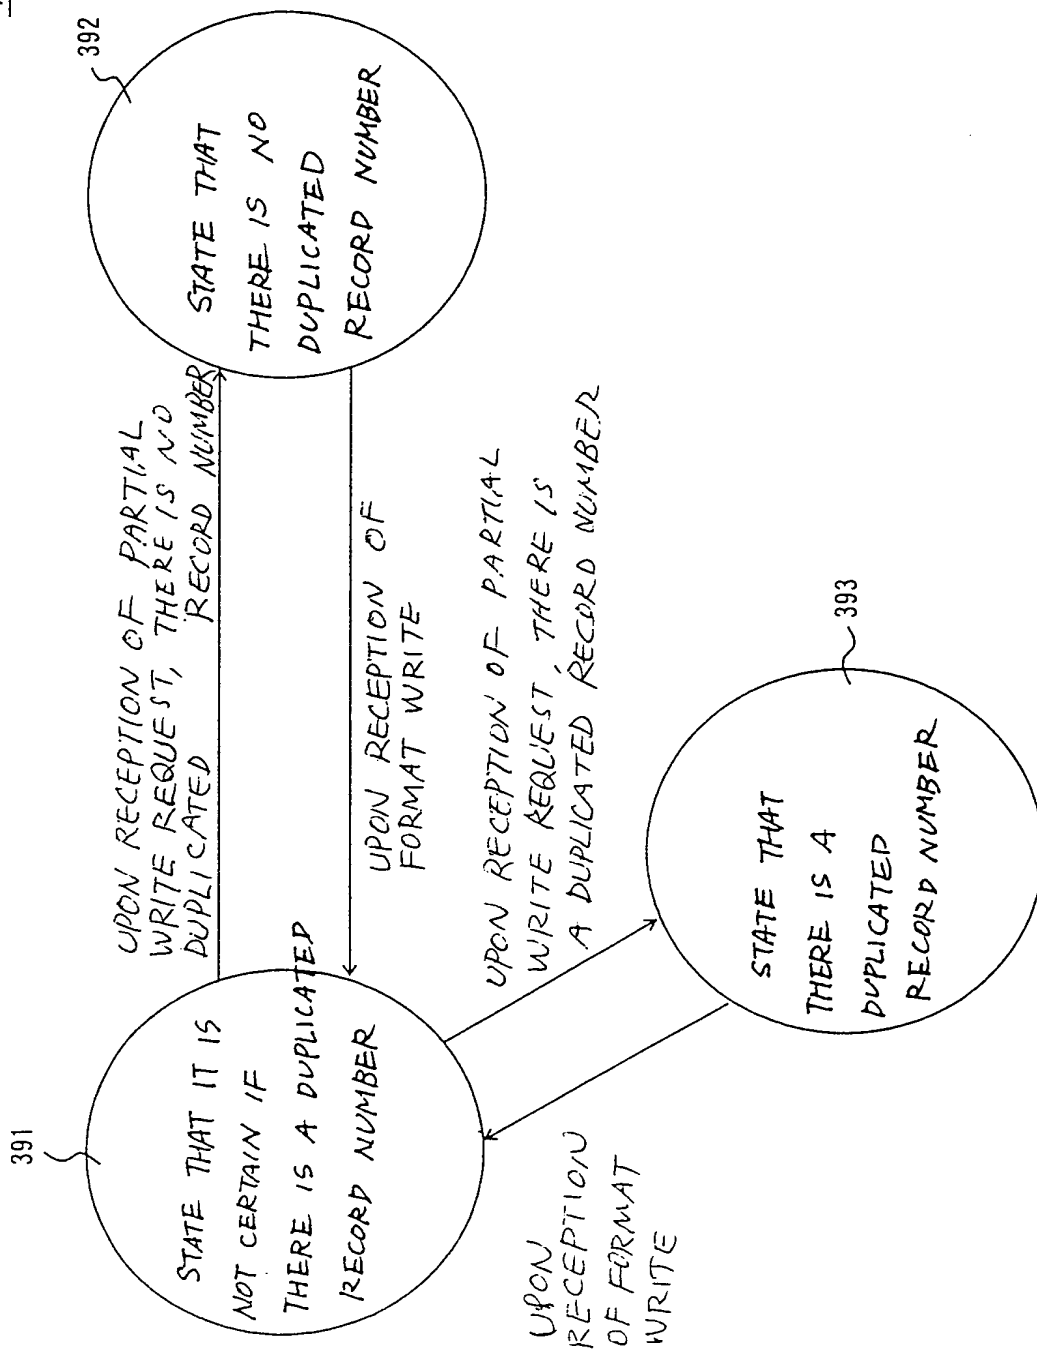 391
STATE THAT IT IS
NOT CERTAIN IF
THERE IS A DUPLICATED
RECORD NUMBER
UPON RECEPTION OF PARTIAL
WRITE REQUEST, THERE IS NO
DUPLICATED RECORD NUMBER
392
STATE THAT
THERE IS NO
DUPLICATED
RECORD NUMBER
UPON RECEPTION OF
FORMAT WRITE
UPON RECEPTION OF PARTIAL
WRITE REQUEST, THERE IS
A DUPLICATED RECORD NUMBER
UPON
RECEPTION
OF FORMAT
WRITE
393
STATE THAT
THERE IS A
DUPLICATED
RECORD NUMBER